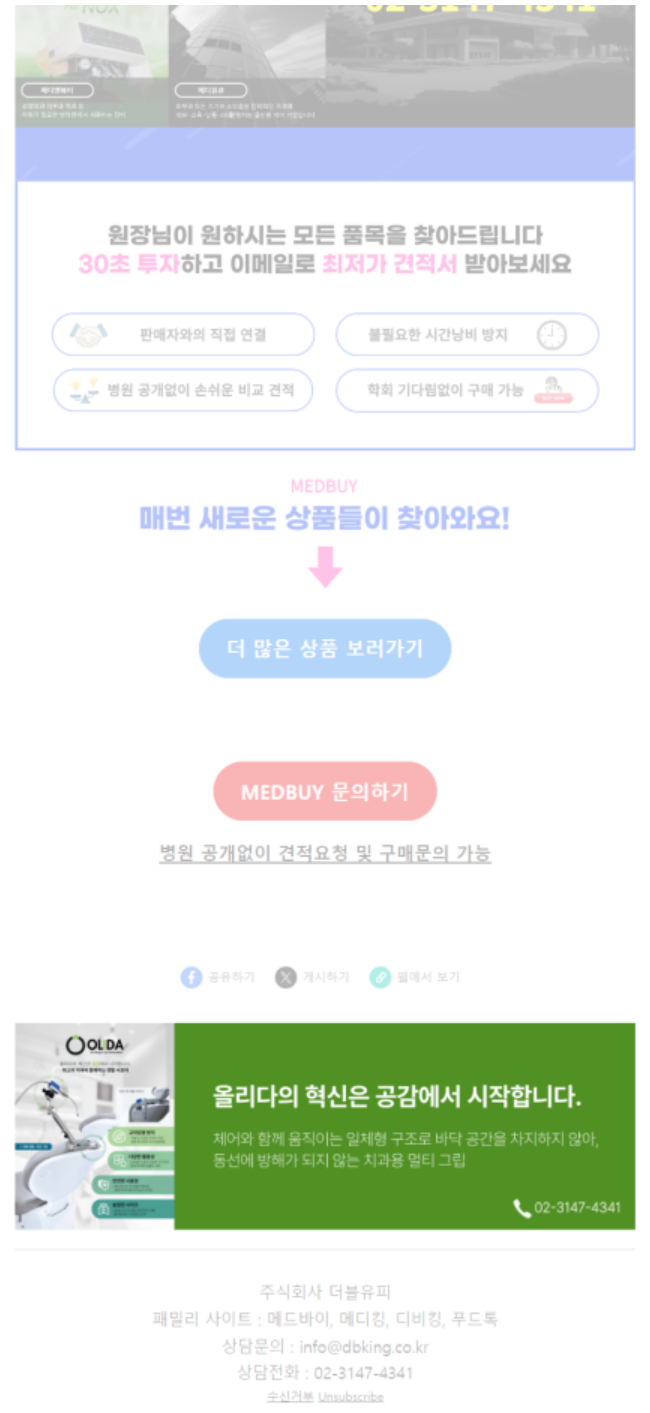 02-3147-4341
메디캠퍼스
메디칼큐
원장님이 원하시는 모든 품목을 찾아드립니다
30초 투자하고 이메일로 최저가 견적서 받아보세요
판매자와의 직접 연결
불필요한 시간낭비 방지
병원 공개없이 손쉬운 비교 견적
학회 기다림없이 구매 가능
MEDBUY
매번 새로운 상품들이 찾아와요!
더 많은 상품 보러가기
MEDBUY 문의하기
병원 공개없이 견적요청 및 구매문의 가능
공유하기 게시하기 웹에서 보기
OLIDA
올리다의 혁신은 공감에서 시작합니다.
체어와 함께 움직이는 일체형 구조로 바닥 공간을 차지하지 않아,
동선에 방해가 되지 않는 치과용 멀티 그립
02-3147-4341
주식회사 더블유피
패밀리 사이트 : 메드바이, 메디킹, 디비킹, 푸드톡
상담문의 : info@dbking.co.kr
상담전화 : 02-3147-4341
수신거부 Unsubscribe